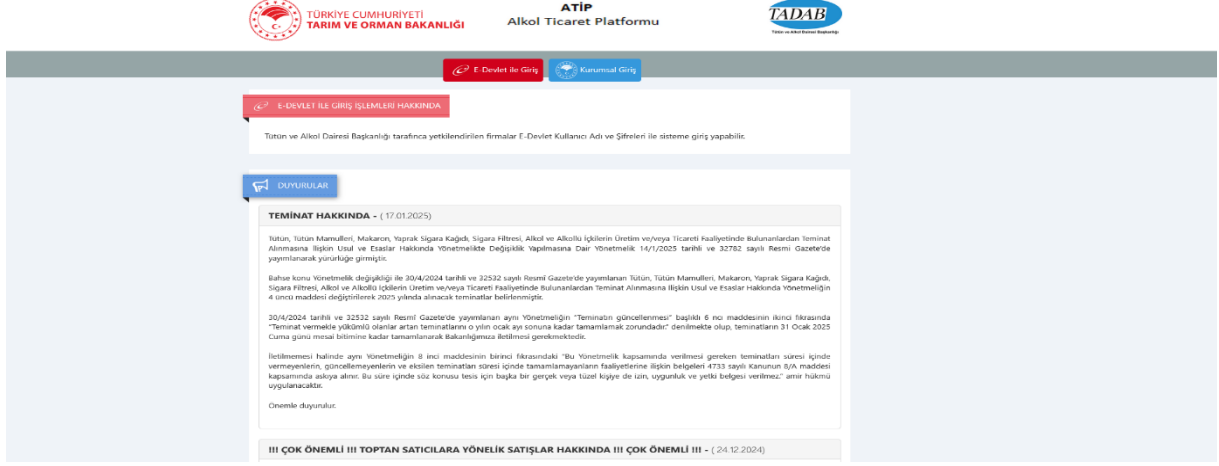 TÜRKİYE CUMHURİYETİ
TARIM VE ORMAN BAKANLIĞI
ATİP
Alkol Ticaret Platformu
TADAB
Tütün ve Alkol Dairesi Başkanlığı
E-Devlet ile Giriş
Kurumsal Giriş
E-DEVLET İLE GİRİŞ İŞLEMLERİ HAKKINDA
Tütün ve Alkol Dairesi Başkanlığı tarafınca yetkilendirilen firmalar E-Devlet Kullanıcı Adı ve Şifreleri ile sisteme giriş yapabilir.
DUYURULAR
TEMİNAT HAKKINDA - ( 17.01.2025)
Tütün, Tütün Mamulleri, Makaron, Yaprak Sigara Kağıdı, Sigara Filtresi, Alkol ve Alkollü İçkilerin Üretim ve/veya Ticareti Faaliyetinde Bulunanlardan Teminat
Alınmasına İlişkin Usul ve Esaslar Hakkında Yönetmelikte Değişiklik Yapılmasına Dair Yönetmelik 14/1/2025 tarihli ve 32782 sayılı Resmi Gazete'de
yayımlanarak yürürlüğe girmiştir.
Bahse konu Yönetmelik değişikliği ile 30/4/2024 tarihli ve 32532 sayılı Resmî Gazete'de yayımlanan Tütün, Tütün Mamulleri, Makaron, Yaprak Sigara Kağıdı,
Sigara Filtresi, Alkol ve Alkollü İçkilerin Üretim ve/veya Ticareti Faaliyetinde Bulunanlardan Teminat Alınmasına İlişkin Usul ve Esaslar Hakkında Yönetmeliğin
4 üncü maddesi değiştirilerek 2025 yılında alınacak teminatlar belirlenmiştir.
30/4/2024 tarihli ve 32532 sayılı Resmî Gazete'de yayımlanan aynı Yönetmeliğin "Teminatın güncellenmesi" başlıklı 6 ncı maddesinin ikinci fıkrasında
"Teminat vermekle yükümlü olanlar artan teminatlarını o yılın ocak ayı sonuna kadar tamamlamak zorundadır." denilmekte olup, teminatların 31 Ocak 2025
Cuma günü mesai bitimine kadar tamamlanarak Bakanlığımıza iletilmesi gerekmektedir.
İletilmemesi halinde aynı Yönetmeliğin 8 inci maddesinin birinci fıkrasındaki "Bu Yönetmelik kapsamında verilmesi gereken teminatları süresi içinde
vermeyenlerin, güncellemeyenlerin ve eksilen teminatları süresi içinde tamamlamayanların faaliyetlerine ilişkin belgeleri 4733 sayılı Kanunun 8/A maddesi
kapsamında askıya alınır. Bu süre içinde söz konusu tesis için başka bir gerçek veya tüzel kişiye de izin, uygunluk ve yetki belgesi verilmez." amir hükmü
uygulanacaktır.
Önemle duyurulur.
!!! ÇOK ÖNEMLİ !!! TOPTAN SATICILARA YÖNELİK SATIŞLAR HAKKINDA !!! ÇOK ÖNEMLİ !!! - ( 24.12.2024)